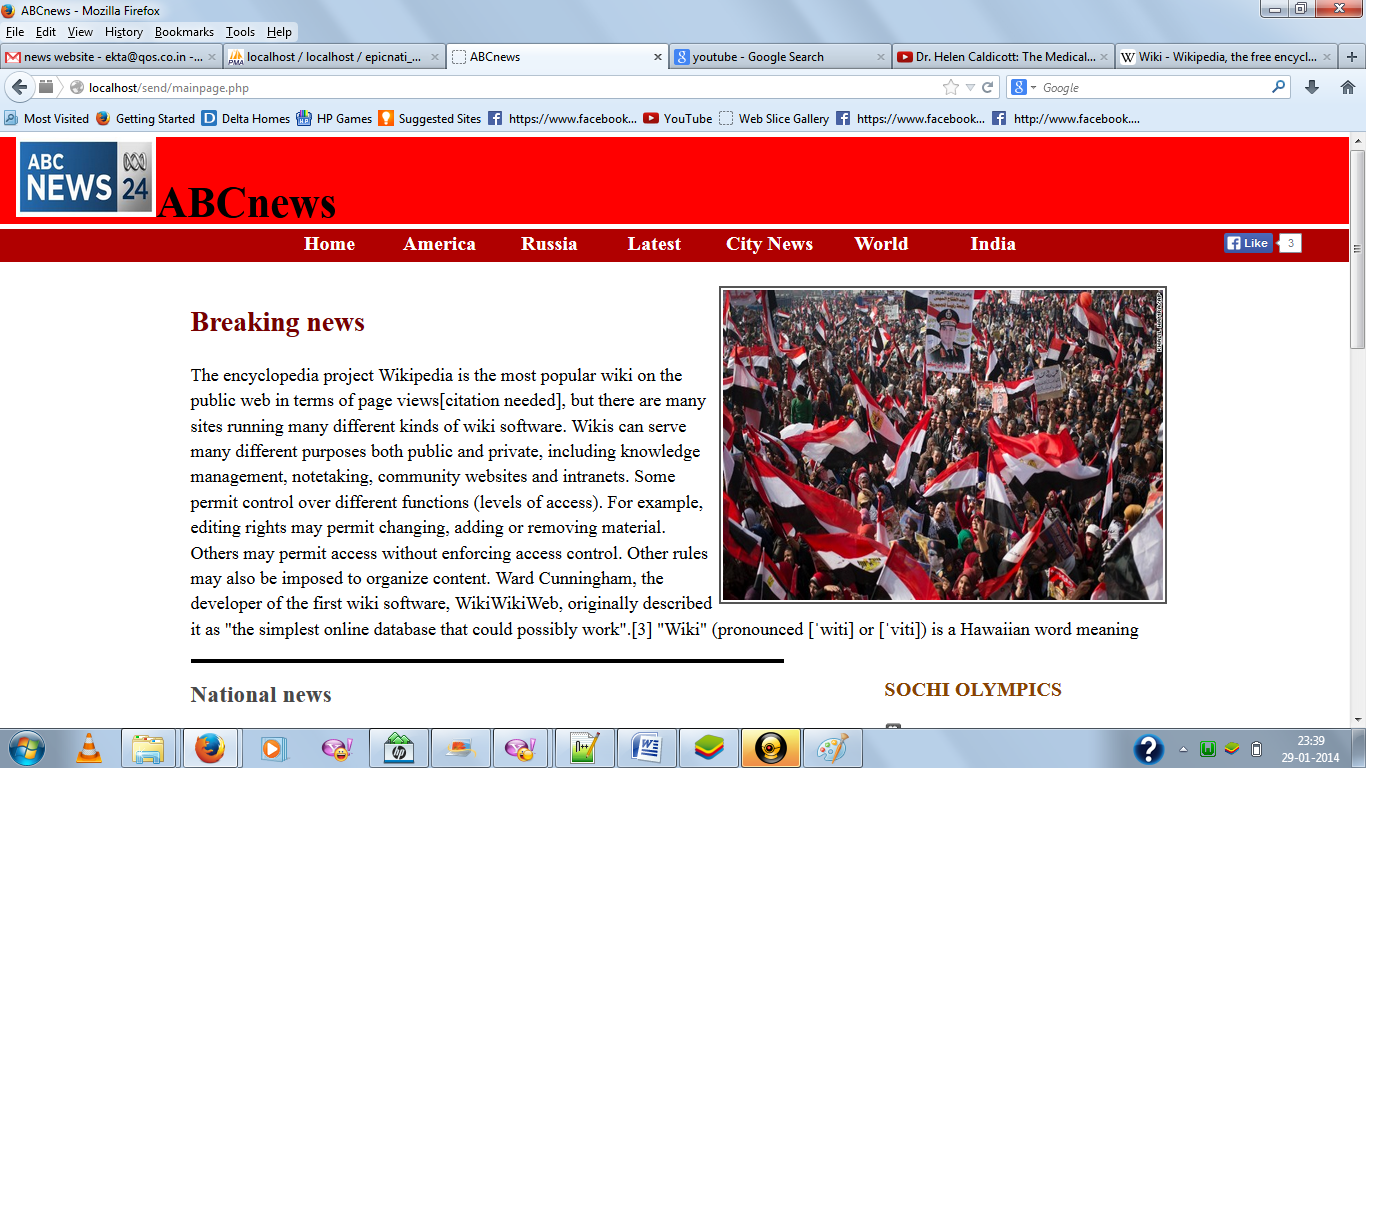 ABCnews - Mozilla Firefox
File Edit View History Bookmarks Tools Help
news website - ekta@qos.co.in -... localhost / localhost / epicnati_... ABCnews youtube - Google Search Dr. Helen Caldicott: The Medical... Wiki - Wikipedia, the free encycl...
localhost/send/mainpage.php Google
Most Visited Getting Started Delta Homes HP Games Suggested Sites https://www.facebook... YouTube Web Slice Gallery https://www.facebook... http://www.facebook....
ABC
NEWS 24
ABCnews
Home America Russia Latest City News World India Like 3
Breaking news
The encyclopedia project Wikipedia is the most popular wiki on the
public web in terms of page views[citation needed], but there are many
sites running many different kinds of wiki software. Wikis can serve
many different purposes both public and private, including knowledge
management, notetaking, community websites and intranets. Some
permit control over different functions (levels of access). For example,
editing rights may permit changing, adding or removing material.
Others may permit access without enforcing access control. Other rules
may also be imposed to organize content. Ward Cunningham, the
developer of the first wiki software, WikiWikiWeb, originally described
it as "the simplest online database that could possibly work".[3] "Wiki" (pronounced [ˈwiti] or [ˈviti]) is a Hawaiian word meaning
National news
SOCHI OLYMPICS
23:39
29-01-2014